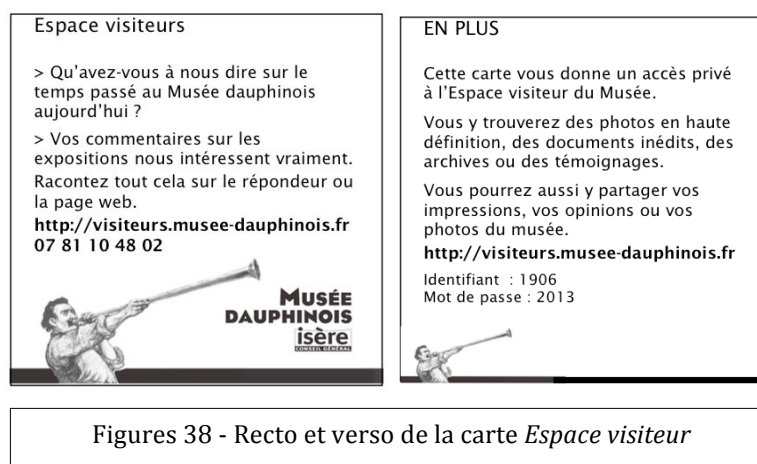 Espace visiteurs
> Qu'avez-vous à nous dire sur le
temps passé au Musée dauphinois
aujourd'hui ?
> Vos commentaires sur les
expositions nous intéressent vraiment.
Racontez tout cela sur le répondeur ou
la page web.
http://visiteurs.musee-dauphinois.fr
07 81 10 48 02
MUSÉE
DAUPHINOIS
isère
CONSEIL GÉNÉRAL
EN PLUS
Cette carte vous donne un accès privé
à l'Espace visiteur du Musée.
Vous y trouverez des photos en haute
définition, des documents inédits, des
archives ou des témoignages.
Vous pourrez aussi y partager vos
impressions, vos opinions ou vos
photos du musée.
http://visiteurs.musee-dauphinois.fr
Identifiant : 1906
Mot de passe : 2013
Figures 38 - Recto et verso de la carte Espace visiteur